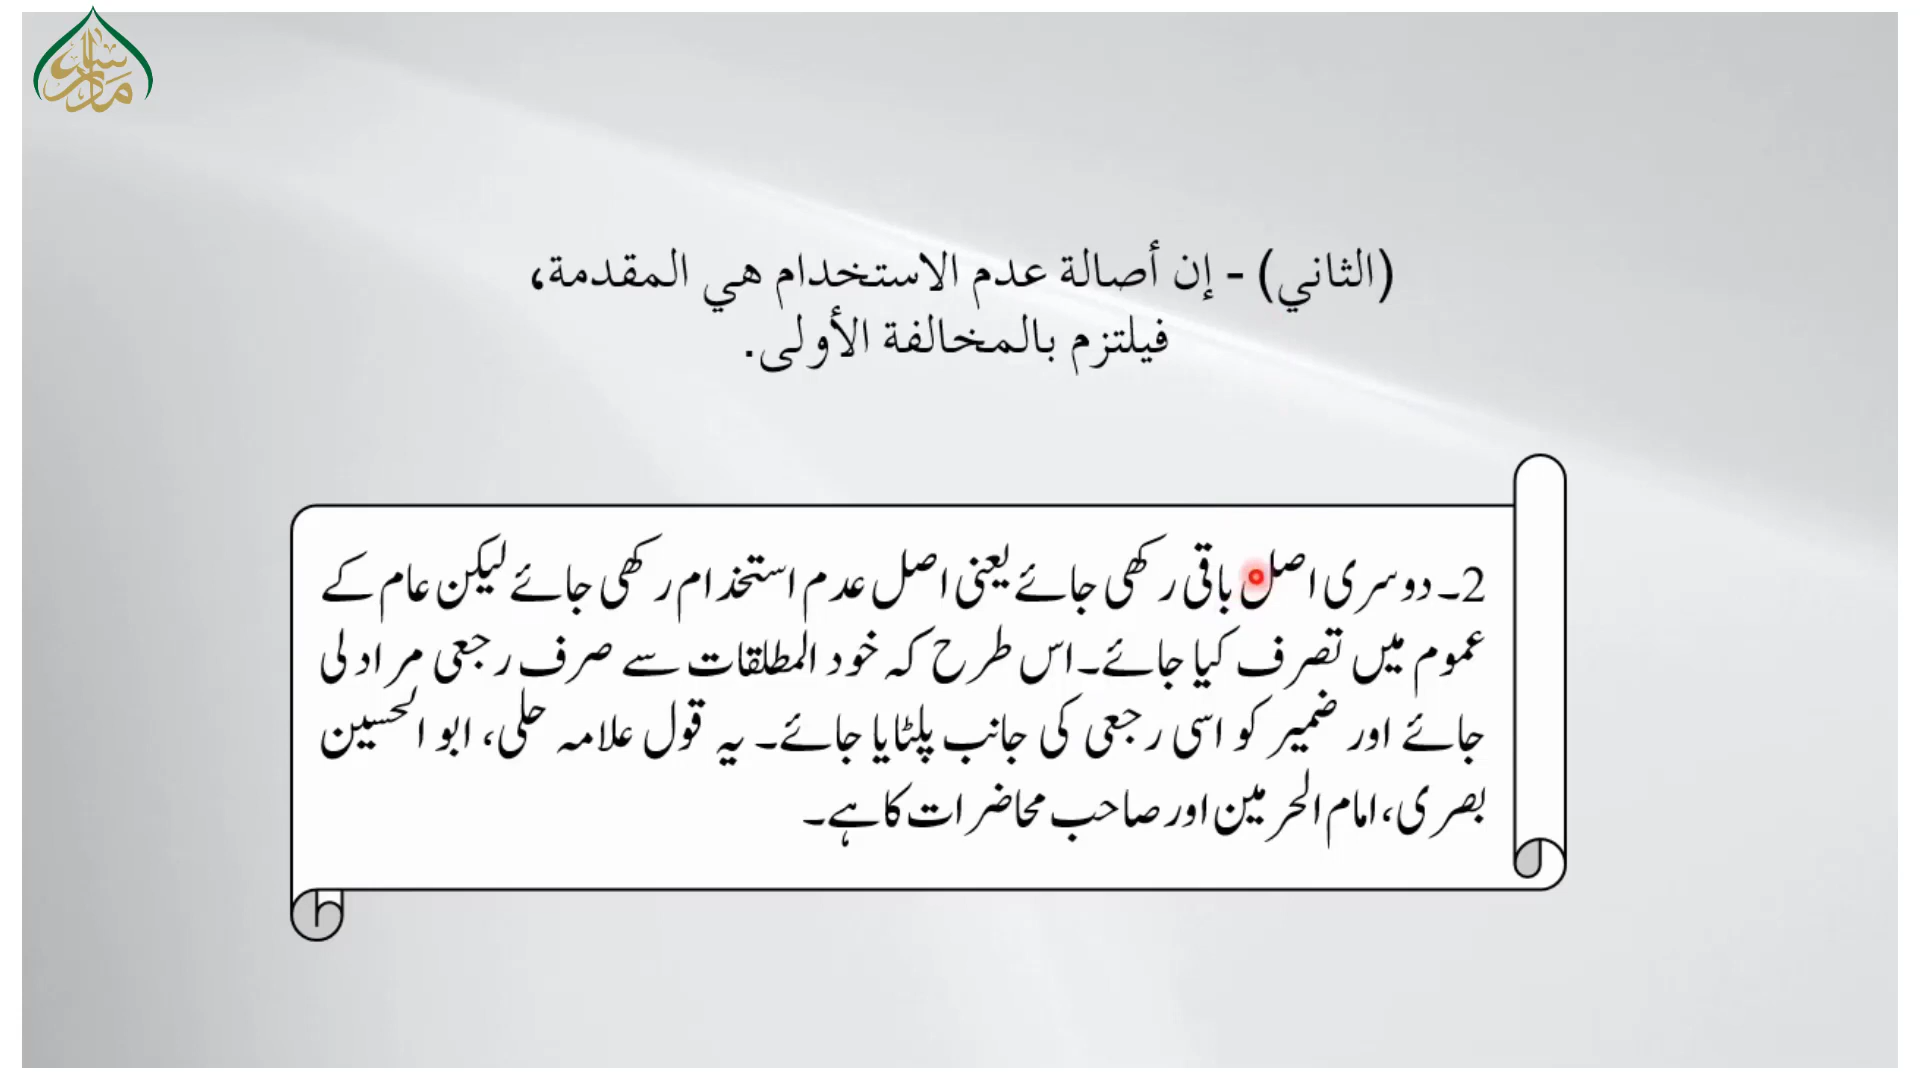 (الثاني) - إن أصالة عدم الاستخدام هي المقدمة،
فيلتزم بالمخالفة الأولى.
2۔ دوسری اصل باقی رکھی جائے یعنی اصل عدم استخذام رکھی جائے لیکن عام کے
عموم میں تصرف کیا جائے۔ اس طرح کہ خود المطلقات سے صرف رجعی مراد لی
جائے اور ضمیر کو اسی رجعی کی جانب پلٹایا جائے۔ یہ قول علامہ حلی، ابو الحسین
بصری، امام الحرمین اور صاحب محاضرات کا ہے۔